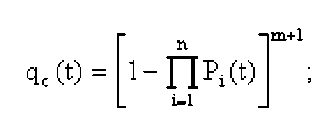 q_c (t) = [1 − ∏_{i=1}^{n} P_i (t)]^{m+1} ;